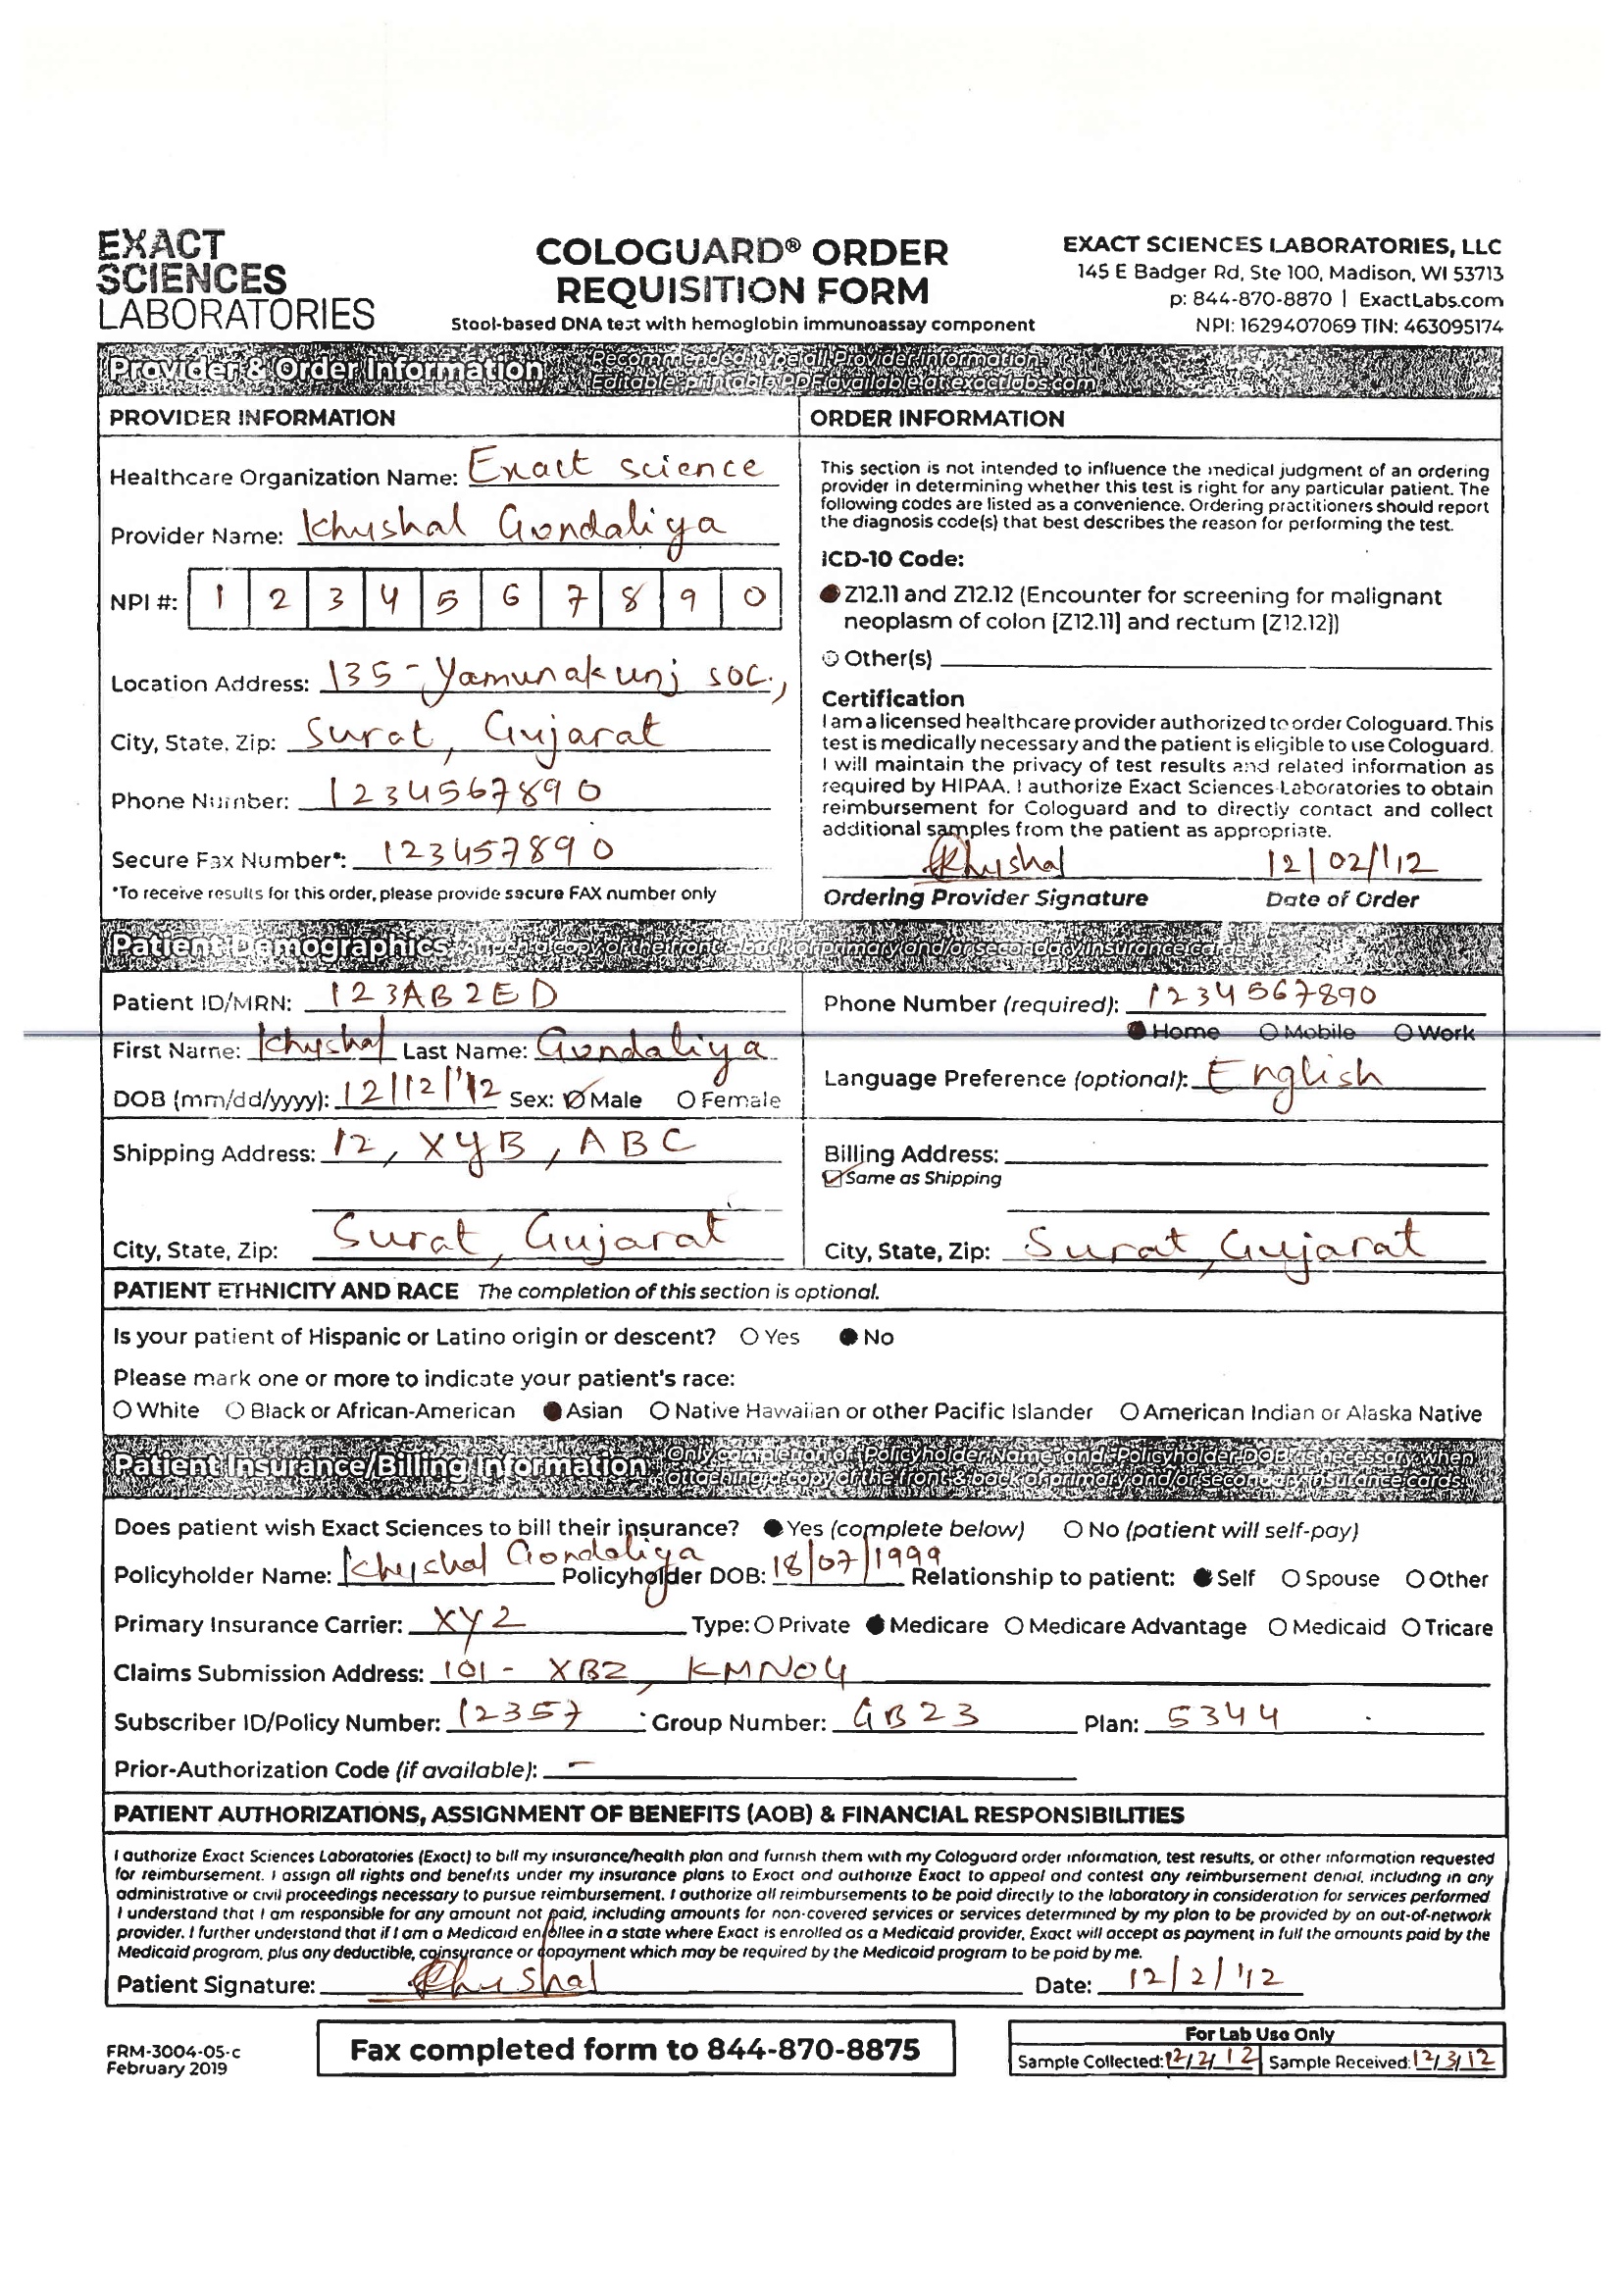 EXACT
SCIENCES
LABORATORIES
COLOGUARD® ORDER
REQUISITION FORM
Stool-based DNA test with hemoglobin immunoassay component
EXACT SCIENCES LABORATORIES, LLC
145 E Badger Rd, Ste 100, Madison, WI 53713
p: 844-870-8870 | ExactLabs.com
NPI: 1629407069 TIN: 463095174
Provider & Order Information
Recommended: type all Provider Information
Editable-printable PDF available at exactlabs.com
PROVIDER INFORMATION
Healthcare Organization Name: Exact science
Provider Name: Khushal Gondaliya
NPI #: 1 2 3 4 5 6 7 8 9 0
Location Address: 135-Yamunakunj soc.,
City, State, Zip: Surat, Gujarat
Phone Number: 1234567890
Secure Fax Number*: 123457890
*To receive results for this order, please provide secure FAX number only
ORDER INFORMATION
This section is not intended to influence the medical judgment of an ordering
provider in determining whether this test is right for any particular patient. The
following codes are listed as a convenience. Ordering practitioners should report
the diagnosis code(s) that best describes the reason for performing the test.
ICD-10 Code:
Z12.11 and Z12.12 (Encounter for screening for malignant
neoplasm of colon [Z12.11] and rectum [Z12.12])
Other(s)
Certification
I am a licensed healthcare provider authorized to order Cologuard. This
test is medically necessary and the patient is eligible to use Cologuard.
I will maintain the privacy of test results and related information as
required by HIPAA. I authorize Exact Sciences Laboratories to obtain
reimbursement for Cologuard and to directly contact and collect
additional samples from the patient as appropriate.
Khushal 12/02/'12
Ordering Provider Signature Date of Order
Patient Demographics Attach a copy of the front & back of primary and/or secondary insurance cards
Patient ID/MRN: 123AB2ED
First Name: Khushal Last Name: Gondaliya
DOB (mm/dd/yyyy): 12/12/'12 Sex: Male Female
Phone Number (required): 1234567890
Home Mobile Work
Language Preference (optional): English
Shipping Address: 12, XYB, ABC
City, State, Zip: Surat, Gujarat
Billing Address:
Same as Shipping
City, State, Zip: Surat, Gujarat
PATIENT ETHNICITY AND RACE The completion of this section is optional.
Is your patient of Hispanic or Latino origin or descent? Yes No
Please mark one or more to indicate your patient's race:
White Black or African-American Asian Native Hawaiian or other Pacific Islander American Indian or Alaska Native
Patient Insurance/Billing Information
Only completion of Policyholder Name and Policyholder DOB is necessary when
attaching a copy of the front & back of primary and/or secondary insurance cards.
Does patient wish Exact Sciences to bill their insurance? Yes (complete below) No (patient will self-pay)
Policyholder Name: Khushal Gondaliya Policyholder DOB: 18/07/1999 Relationship to patient: Self Spouse Other
Primary Insurance Carrier: XYZ Type: Private Medicare Medicare Advantage Medicaid Tricare
Claims Submission Address: 101- XBZ, KMNO4
Subscriber ID/Policy Number: 12357 Group Number: GB23 Plan: 5344
Prior-Authorization Code (if available): -
PATIENT AUTHORIZATIONS, ASSIGNMENT OF BENEFITS (AOB) & FINANCIAL RESPONSIBILITIES
I authorize Exact Sciences Laboratories (Exact) to bill my insurance/health plan and furnish them with my Cologuard order information, test results, or other information requested
for reimbursement. I assign all rights and benefits under my insurance plans to Exact and authorize Exact to appeal and contest any reimbursement denial, including in any
administrative or civil proceedings necessary to pursue reimbursement. I authorize all reimbursements to be paid directly to the laboratory in consideration for services performed.
I understand that I am responsible for any amount not paid, including amounts for non-covered services or services determined by my plan to be provided by an out-of-network
provider. I further understand that if I am a Medicaid enrollee in a state where Exact is enrolled as a Medicaid provider, Exact will accept as payment in full the amounts paid by the
Medicaid program, plus any deductible, coinsurance or copayment which may be required by the Medicaid program to be paid by me.
Patient Signature: Khushal Date: 12/2/'12
FRM-3004-05-c
February 2019
Fax completed form to 844-870-8875
For Lab Use Only
Sample Collected: 12/2/12 Sample Received: 12/3/12